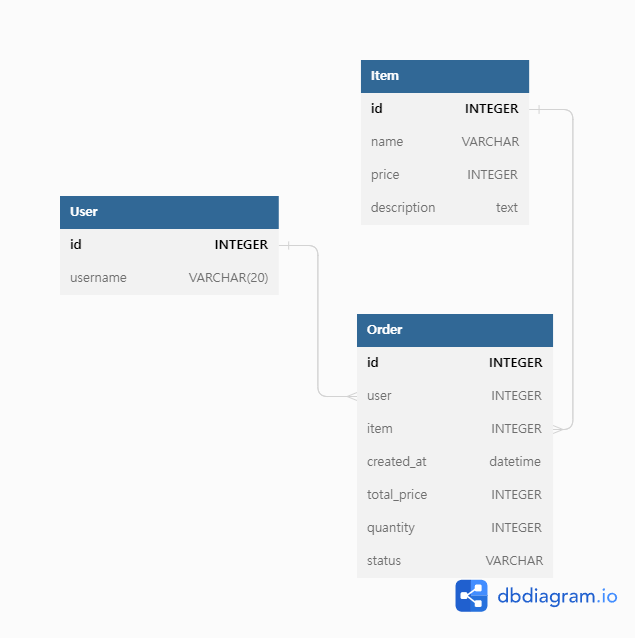 Item
id INTEGER
name VARCHAR
price INTEGER
description text
User
id INTEGER
username VARCHAR(20)
Order
id INTEGER
user INTEGER
item INTEGER
created_at datetime
total_price INTEGER
quantity INTEGER
status VARCHAR
dbdiagram.io